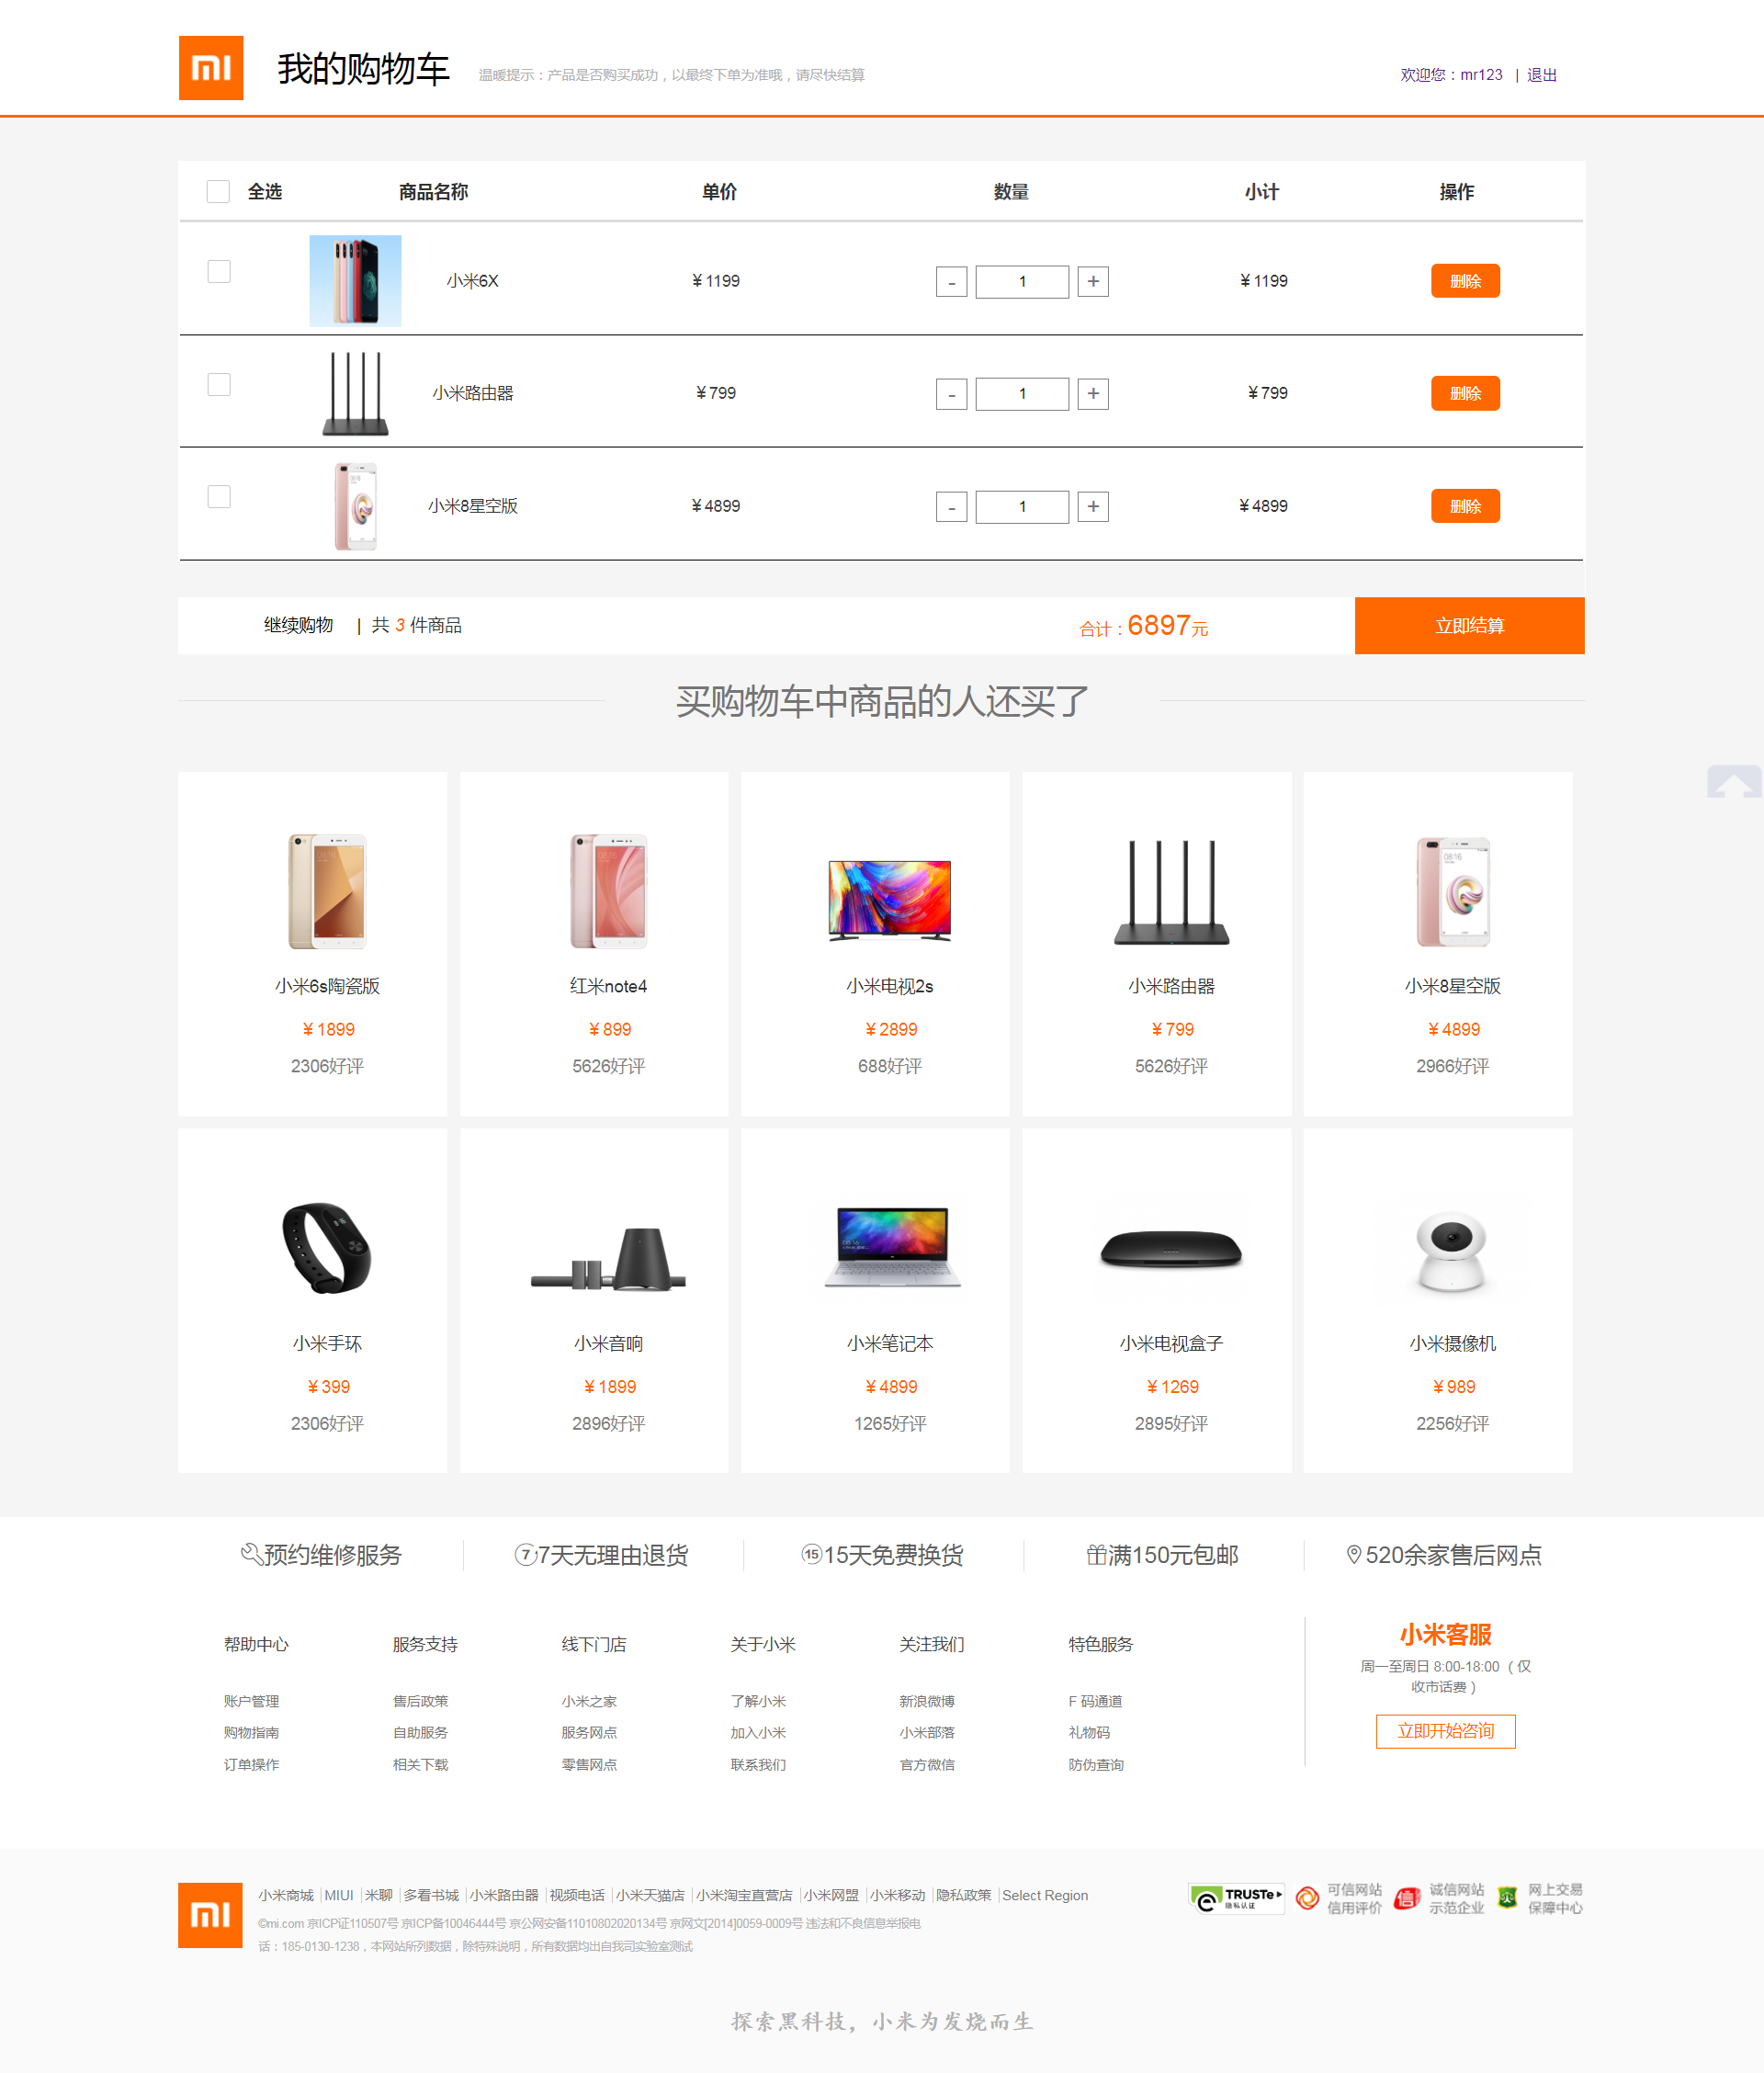 我的购物车 温暖提示：产品是否购买成功，以最终下单为准哦，请尽快结算 欢迎您：mr123 | 退出
全选 商品名称 单价 数量 小计 操作
小米6X ¥1199 - 1 + ¥1199 删除
小米路由器 ¥799 - 1 + ¥799 删除
小米8星空版 ¥4899 - 1 + ¥4899 删除
继续购物 | 共 3 件商品 合计：6897元 立即结算
买购物车中商品的人还买了
小米6s陶瓷版 红米note4 小米电视2s 小米路由器 小米8星空版
¥1899 ¥899 ¥2899 ¥799 ¥4899
2306好评 5626好评 688好评 5626好评 2966好评
小米手环 小米音响 小米笔记本 小米电视盒子 小米摄像机
¥399 ¥1899 ¥4899 ¥1269 ¥989
2306好评 2896好评 1265好评 2895好评 2256好评
预约维修服务 7 7天无理由退货 15 15天免费换货 满150元包邮 520余家售后网点
帮助中心 服务支持 线下门店 关于小米 关注我们 特色服务 小米客服
周一至周日 8:00-18:00（仅
收市话费）
账户管理 售后政策 小米之家 了解小米 新浪微博 F 码通道
购物指南 自助服务 服务网点 加入小米 小米部落 礼物码 立即开始咨询
订单操作 相关下载 零售网点 联系我们 官方微信 防伪查询
小米商城 |MIUI |米聊 |多看书城 |小米路由器 |视频电话 |小米天猫店 |小米淘宝直营店 |小米网盟 |小米移动 |隐私政策 |Select Region
TRUSTe 隐私认证 可信网站 信用评价 诚信网站 示范企业 网上交易 保障中心
©mi.com 京ICP证110507号 京ICP备10046444号 京公网安备11010802020134号 京网文[2014]0059-0009号 违法和不良信息举报电
话：185-0130-1238，本网站所列数据，除特殊说明，所有数据均出自我司实验室测试
探索黑科技，小米为发烧而生